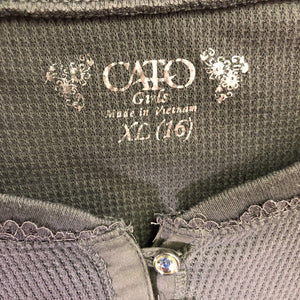 CATO
Girls
Made in Vietnam
XL (16)